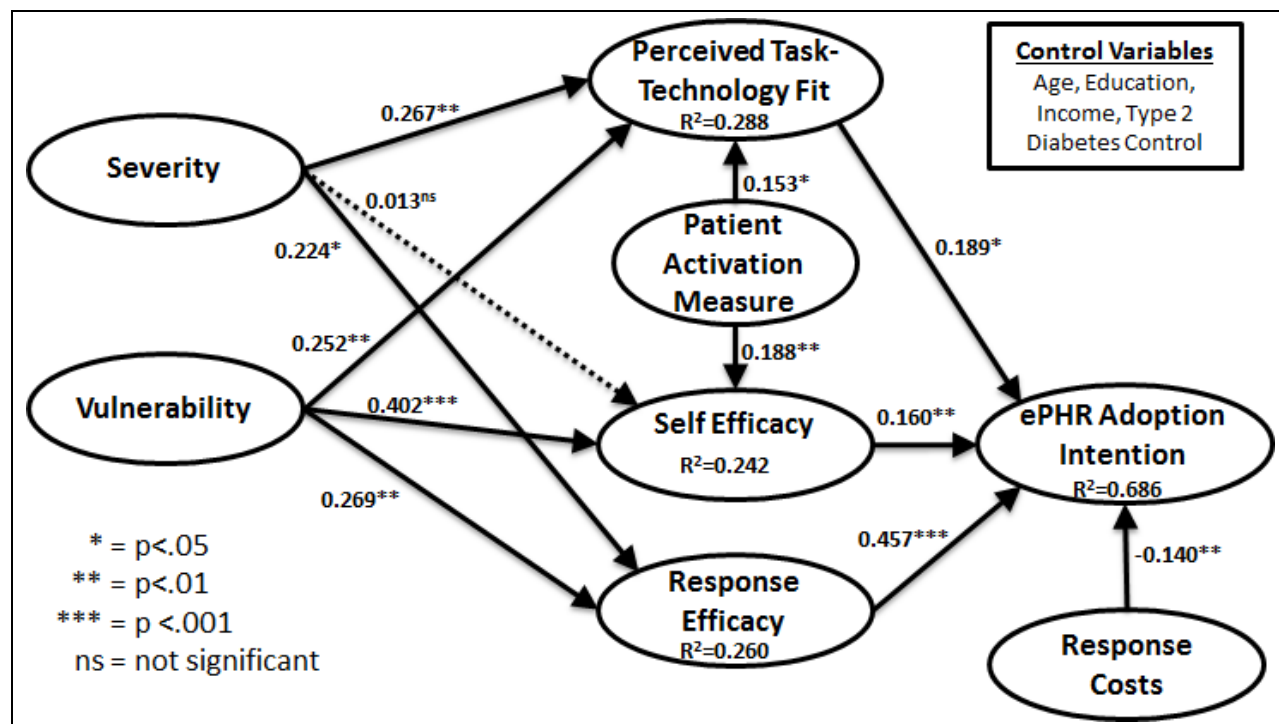 Perceived Task-
Technology Fit
R²=0.288
Control Variables
Age, Education,
Income, Type 2
Diabetes Control
0.267**
Severity
0.013ns
0.153*
0.224*
Patient
Activation
Measure
0.189*
0.252**
0.188**
Vulnerability
0.402***
Self Efficacy
R²=0.242
0.160**
ePHR Adoption
Intention
R²=0.686
0.269**
0.457***
-0.140**
Response
Efficacy
R²=0.260
Response
Costs
* = p<.05
** = p<.01
*** = p <.001
ns = not significant